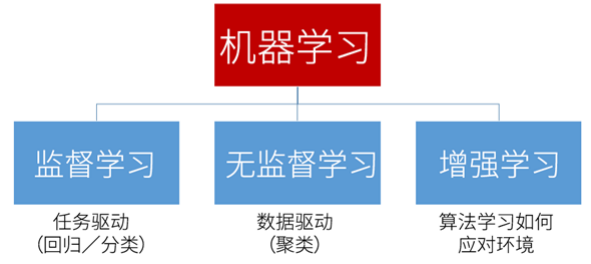 机器学习
监督学习
无监督学习
增强学习
任务驱动
(回归／分类)
数据驱动
(聚类)
算法学习如何
应对环境